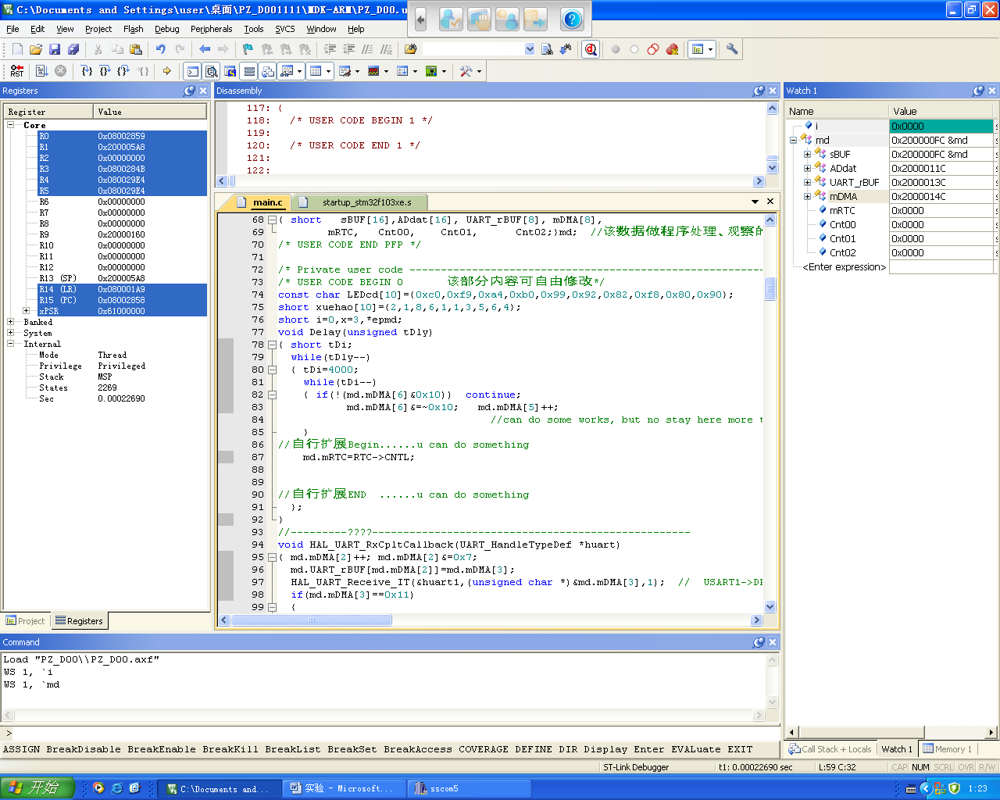 C:\Documents and Settings\user\桌面\PZ_D001111\MDK-ARM\PZ_D00.u
File Edit View Project Flash Debug Peripherals Tools SVCS Window Help
RST
Registers
Register Value
Core
R0 0x08002859
R1 0x200005A8
R2 0x00000000
R3 0x0800284B
R4 0x080029E4
R5 0x080029E4
R6 0x00000000
R7 0x00000000
R8 0x00000000
R9 0x20000160
R10 0x00000000
R11 0x00000000
R12 0x00000000
R13 (SP) 0x200005A8
R14 (LR) 0x080001A9
R15 (PC) 0x08002858
xPSR 0x61000000
Banked
System
Internal
Mode Thread
Privilege Privileged
Stack MSP
States 2269
Sec 0.00022690
Project Registers
Disassembly
117: {
118: /* USER CODE BEGIN 1 */
119:
120: /* USER CODE END 1 */
121:
122:
main.c startup_stm32f103xe.s
68 { short sBUF[16],ADdat[16], UART_rBUF[8], mDMA[8],
69 mRTC, Cnt00, Cnt01, Cnt02;}md; //该数据做程序处理、观察的
70 /* USER CODE END PFP */
71
72 /* Private user code --------------------------------------------------------
73 /* USER CODE BEGIN 0 该部分内容可自由修改*/
74 const char LEDcd[10]={0xc0,0xf9,0xa4,0xb0,0x99,0x92,0x82,0xf8,0x80,0x90};
75 short xuehao[10]={2,1,8,6,1,1,3,5,6,4};
76 short i=0,x=3,*epmd;
77 void Delay(unsigned tDly)
78 { short tDi;
79 while(tDly--)
80 { tDi=4000;
81 while(tDi--)
82 { if(!(md.mDMA[6]&0x10)) continue;
83 md.mDMA[6]&=~0x10; md.mDMA[5]++;
84 //can do some works, but no stay here more t
85 }
86 //自行扩展Begin......u can do something
87 md.mRTC=RTC->CNTL;
88
89
90 //自行扩展END ......u can do something
91 };
92 }
93 //---------????---------------------------------------------------
94 void HAL_UART_RxCpltCallback(UART_HandleTypeDef *huart)
95 { md.mDMA[2]++; md.mDMA[2]&=0x7;
96 md.UART_rBUF[md.mDMA[2]]=md.mDMA[3];
97 HAL_UART_Receive_IT(&huart1,(unsigned char *)&md.mDMA[3],1); // USART1->DR
98 if(md.mDMA[3]==0x11)
99 {
Watch 1
Name Value
i 0x0000
md 0x200000FC &md
sBUF 0x200000FC &md
ADdat 0x2000011C
UART_rBUF 0x2000013C
mDMA 0x2000014C
mRTC 0x0000
Cnt00 0x0000
Cnt01 0x0000
Cnt02 0x0000
<Enter expression>
Call Stack + Locals Watch 1 Memory 1
Command
Load "PZ_D00\\PZ_D00.axf"
WS 1, `i
WS 1, `md
>
ASSIGN BreakDisable BreakEnable BreakKill BreakList BreakSet BreakAccess COVERAGE DEFINE DIR Display Enter EVALuate EXIT
ST-Link Debugger t1: 0.00022690 sec L:59 C:32 CAP NUM SCRL OVR R/W
开始 C:\Documents and... 实验 - Microsoft... sscom5 1:23